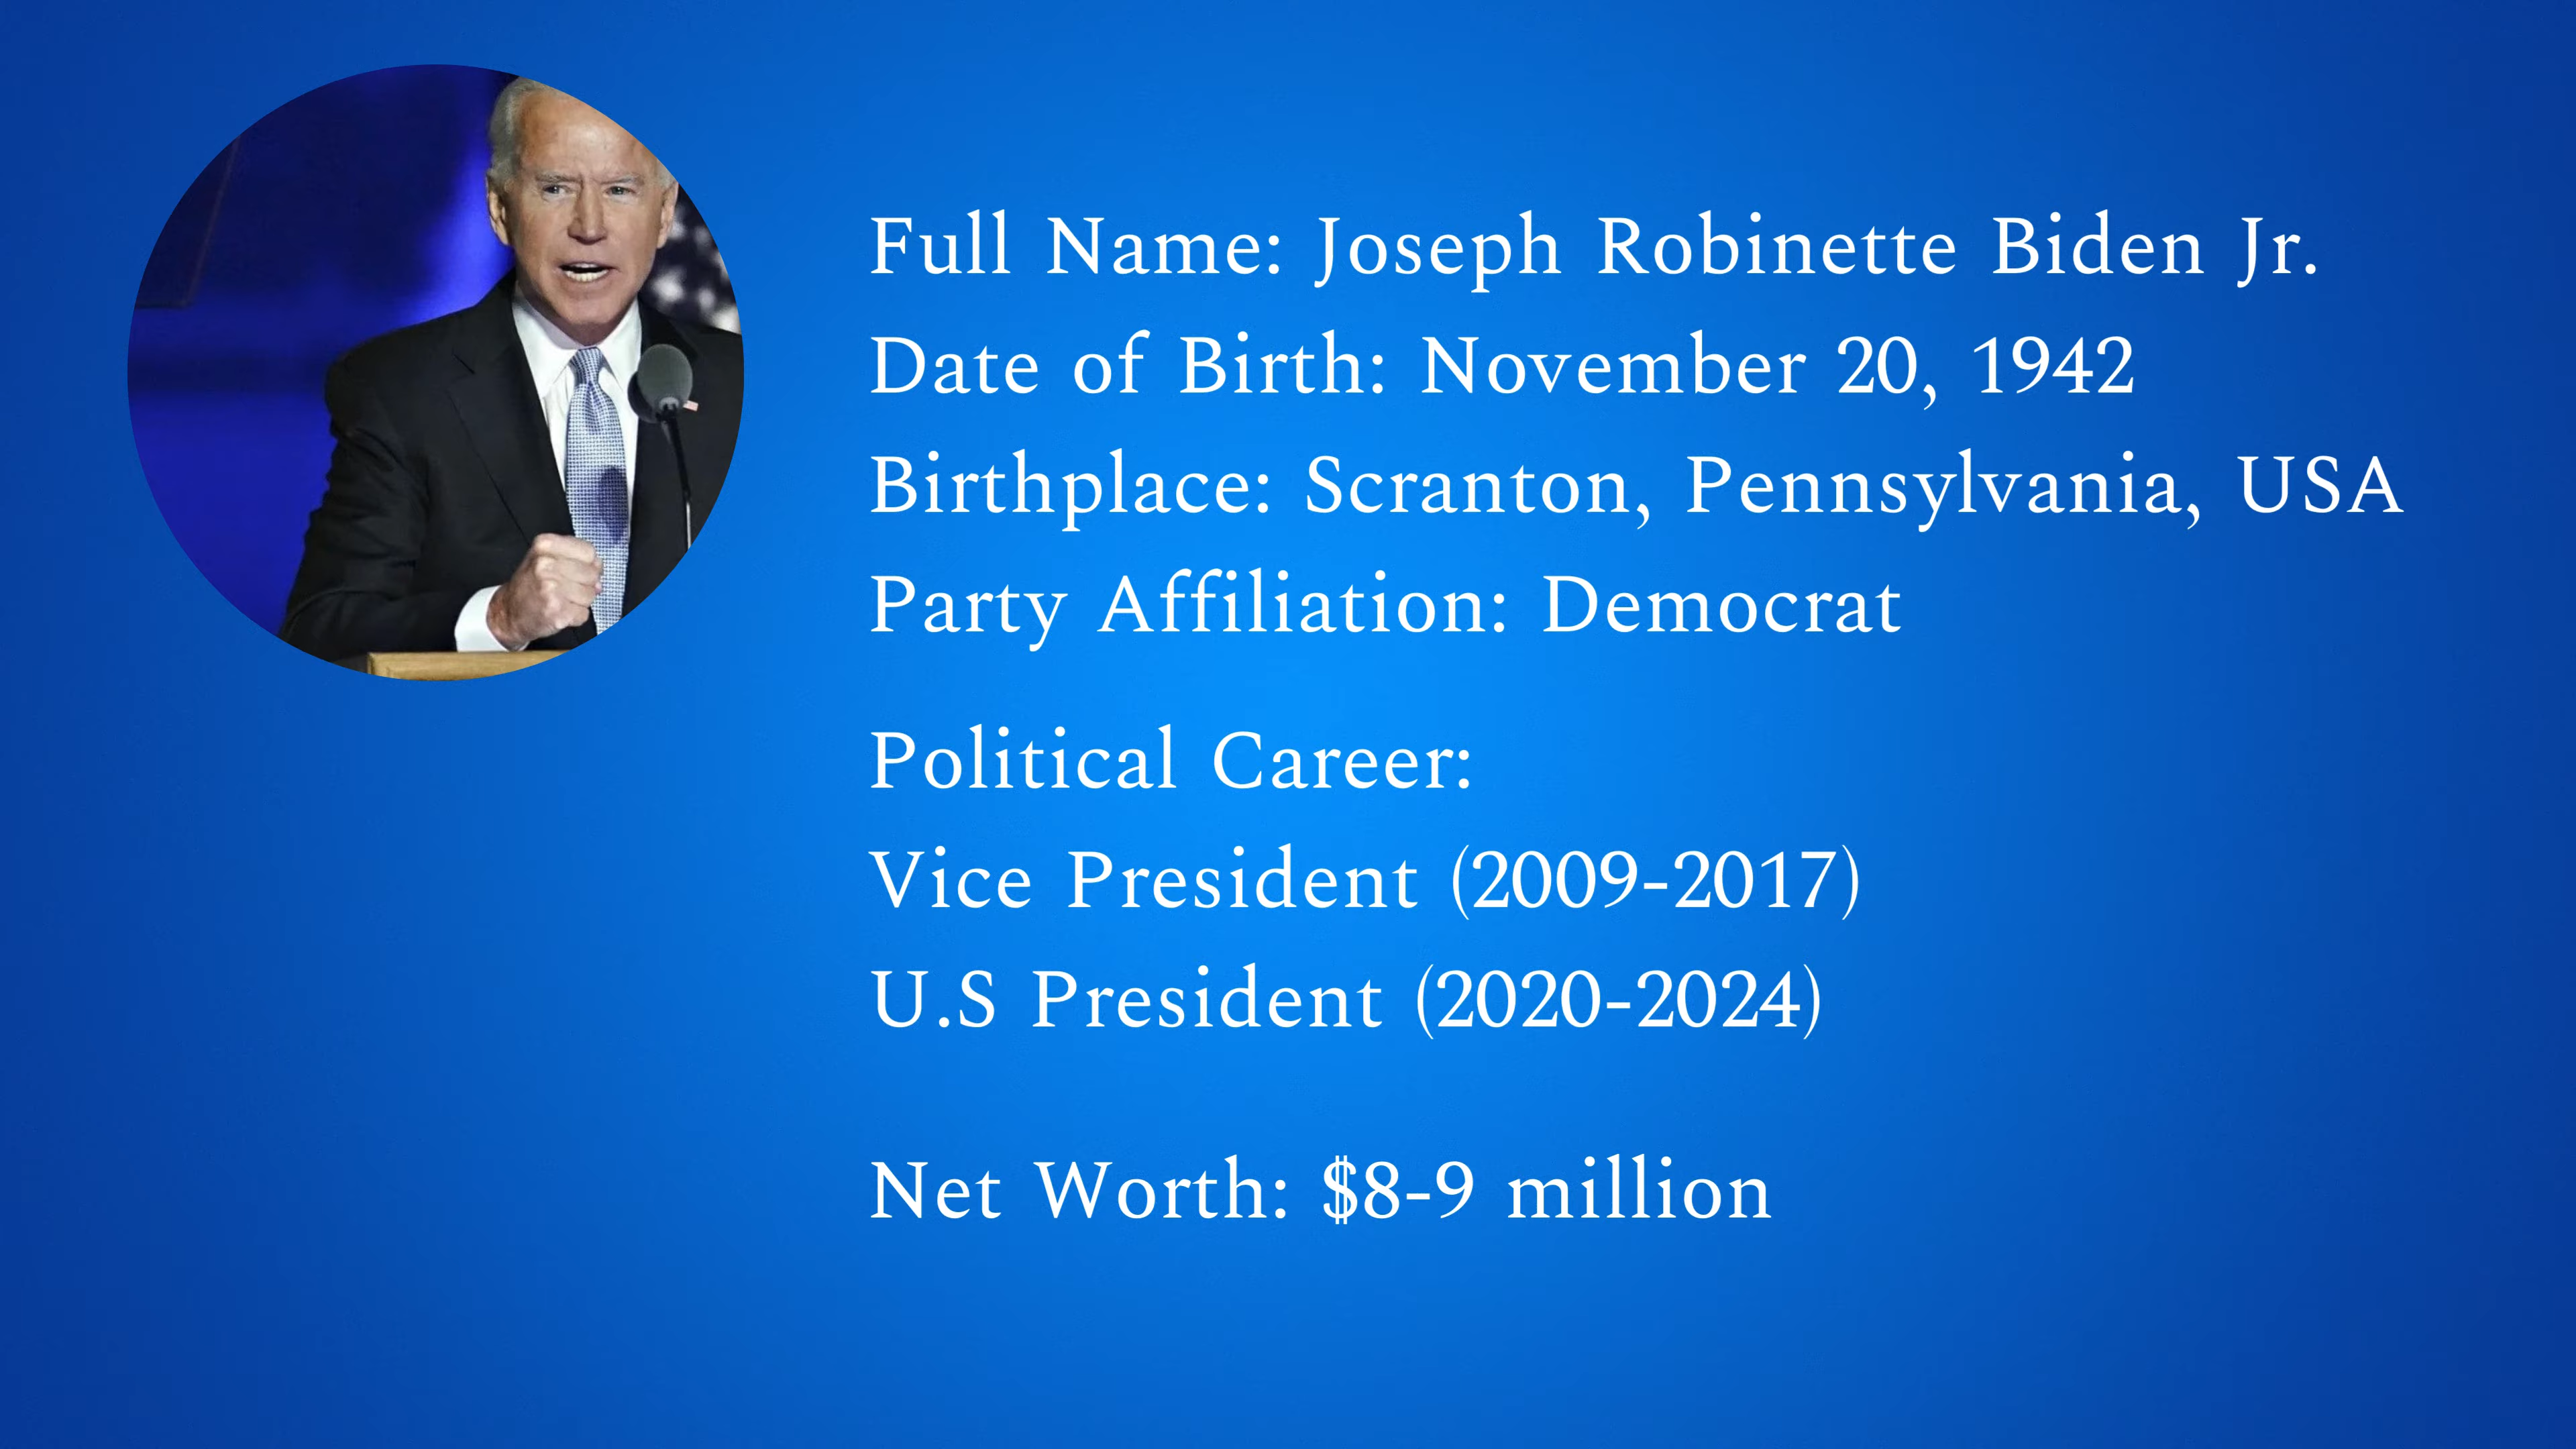 Full Name: Joseph Robinette Biden Jr.
Date of Birth: November 20, 1942
Birthplace: Scranton, Pennsylvania, USA
Party Affiliation: Democrat
Political Career:
Vice President (2009-2017)
U.S President (2020-2024)
Net Worth: $8-9 million